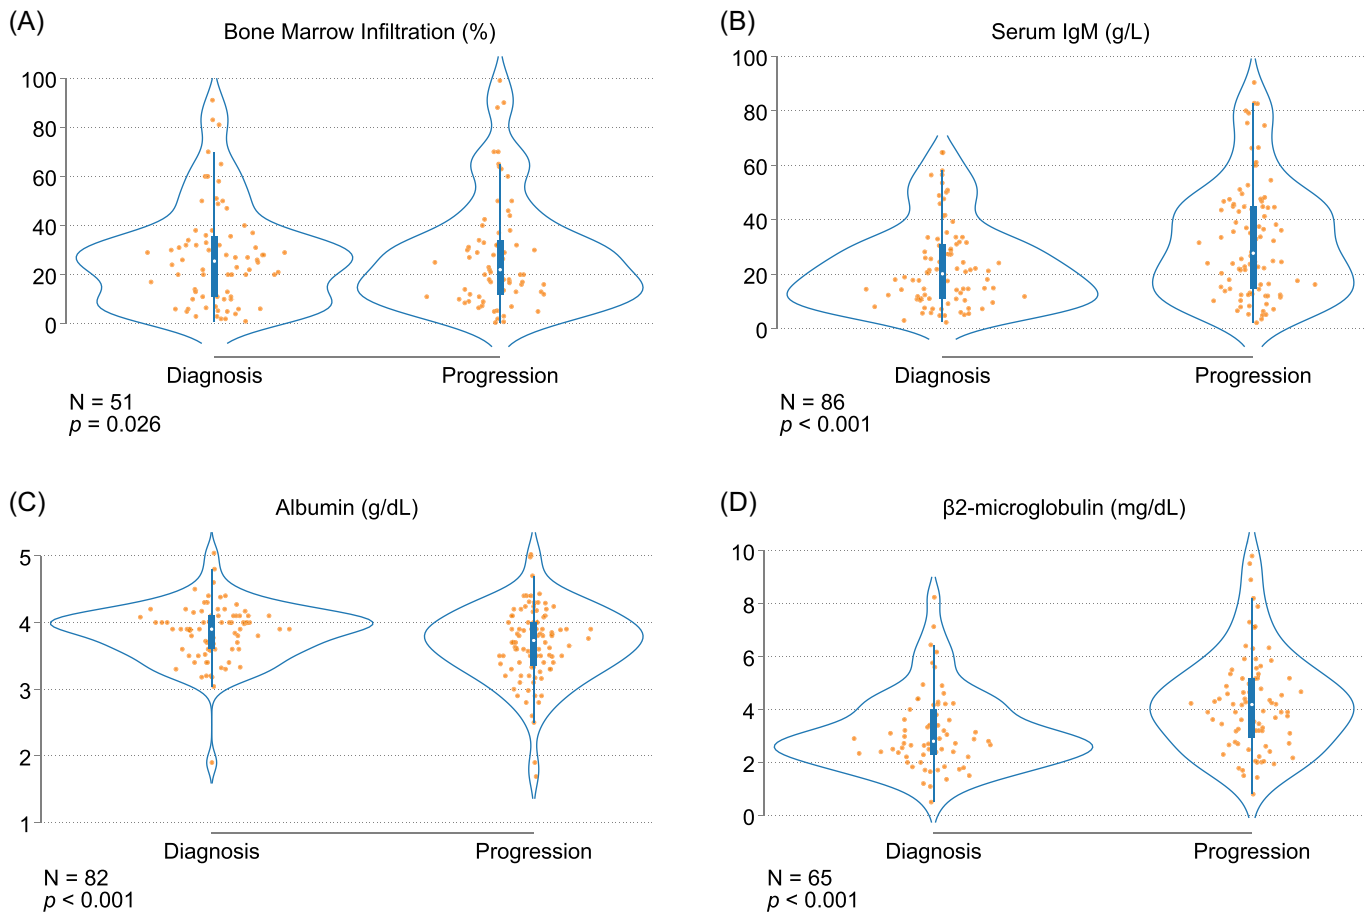 (A)
Bone Marrow Infiltration (%)
100
80
60
40
20
0
Diagnosis
Progression
N = 51
p = 0.026
(B)
Serum IgM (g/L)
100
80
60
40
20
0
Diagnosis
Progression
N = 86
p < 0.001
(C)
Albumin (g/dL)
5
4
3
2
1
Diagnosis
Progression
N = 82
p < 0.001
(D)
β2-microglobulin (mg/dL)
10
8
6
4
2
0
Diagnosis
Progression
N = 65
p < 0.001